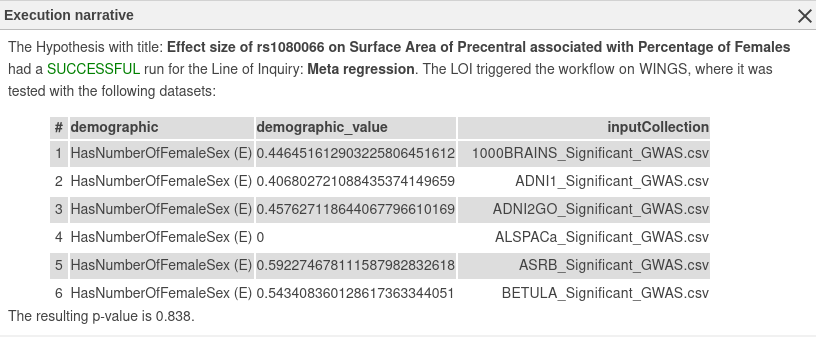 Execution narrative
The Hypothesis with title: Effect size of rs1080066 on Surface Area of Precentral associated with Percentage of Females
had a SUCCESSFUL run for the Line of Inquiry: Meta regression. The LOI triggered the workflow on WINGS, where it was
tested with the following datasets:
# demographic demographic_value inputCollection
1 HasNumberOfFemaleSex (E) 0.446451612903225806451612 1000BRAINS_Significant_GWAS.csv
2 HasNumberOfFemaleSex (E) 0.406802721088435374149659 ADNI1_Significant_GWAS.csv
3 HasNumberOfFemaleSex (E) 0.457627118644067796610169 ADNI2GO_Significant_GWAS.csv
4 HasNumberOfFemaleSex (E) 0 ALSPACa_Significant_GWAS.csv
5 HasNumberOfFemaleSex (E) 0.592274678111587982832618 ASRB_Significant_GWAS.csv
6 HasNumberOfFemaleSex (E) 0.543408360128617363344051 BETULA_Significant_GWAS.csv
The resulting p-value is 0.838.